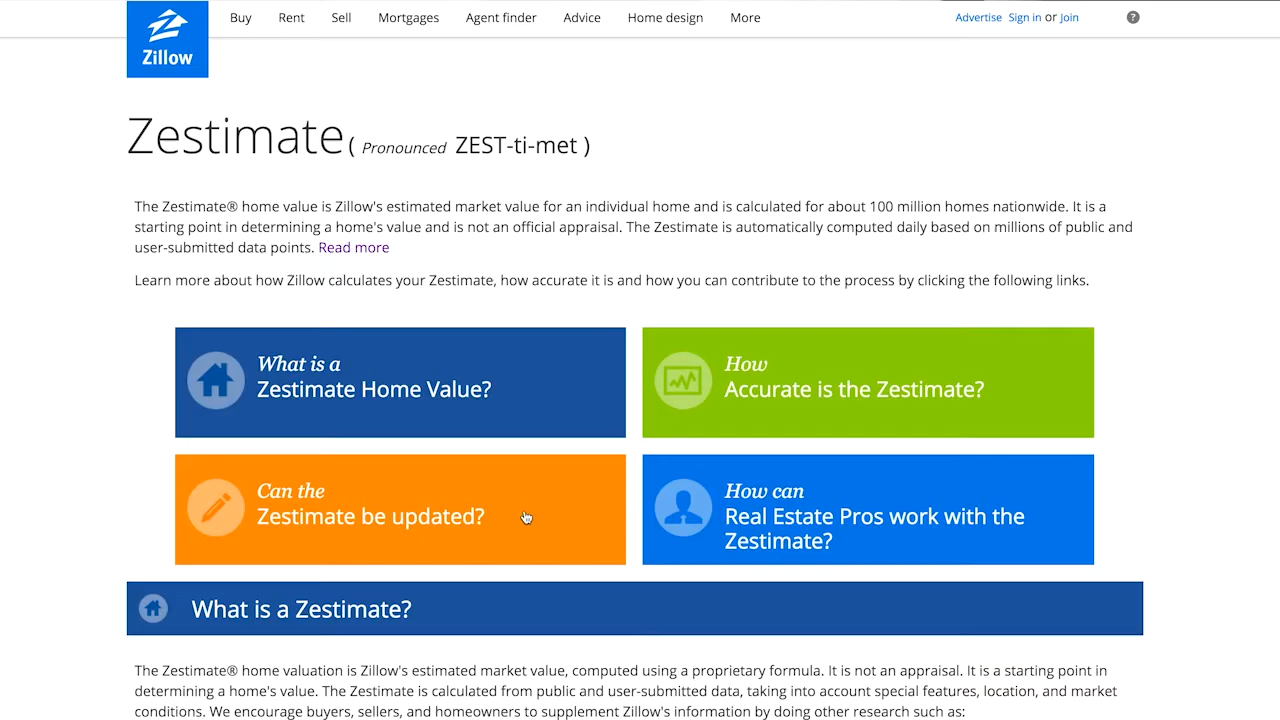 Zillow
Buy Rent Sell Mortgages Agent finder Advice Home design More Advertise Sign in or Join ?
Zestimate ( Pronounced ZEST-ti-met )
The Zestimate® home value is Zillow's estimated market value for an individual home and is calculated for about 100 million homes nationwide. It is a
starting point in determining a home's value and is not an official appraisal. The Zestimate is automatically computed daily based on millions of public and
user-submitted data points. Read more
Learn more about how Zillow calculates your Zestimate, how accurate it is and how you can contribute to the process by clicking the following links.
What is a
Zestimate Home Value?
How
Accurate is the Zestimate?
Can the
Zestimate be updated?
How can
Real Estate Pros work with the
Zestimate?
What is a Zestimate?
The Zestimate® home valuation is Zillow's estimated market value, computed using a proprietary formula. It is not an appraisal. It is a starting point in
determining a home's value. The Zestimate is calculated from public and user-submitted data, taking into account special features, location, and market
conditions. We encourage buyers, sellers, and homeowners to supplement Zillow's information by doing other research such as: